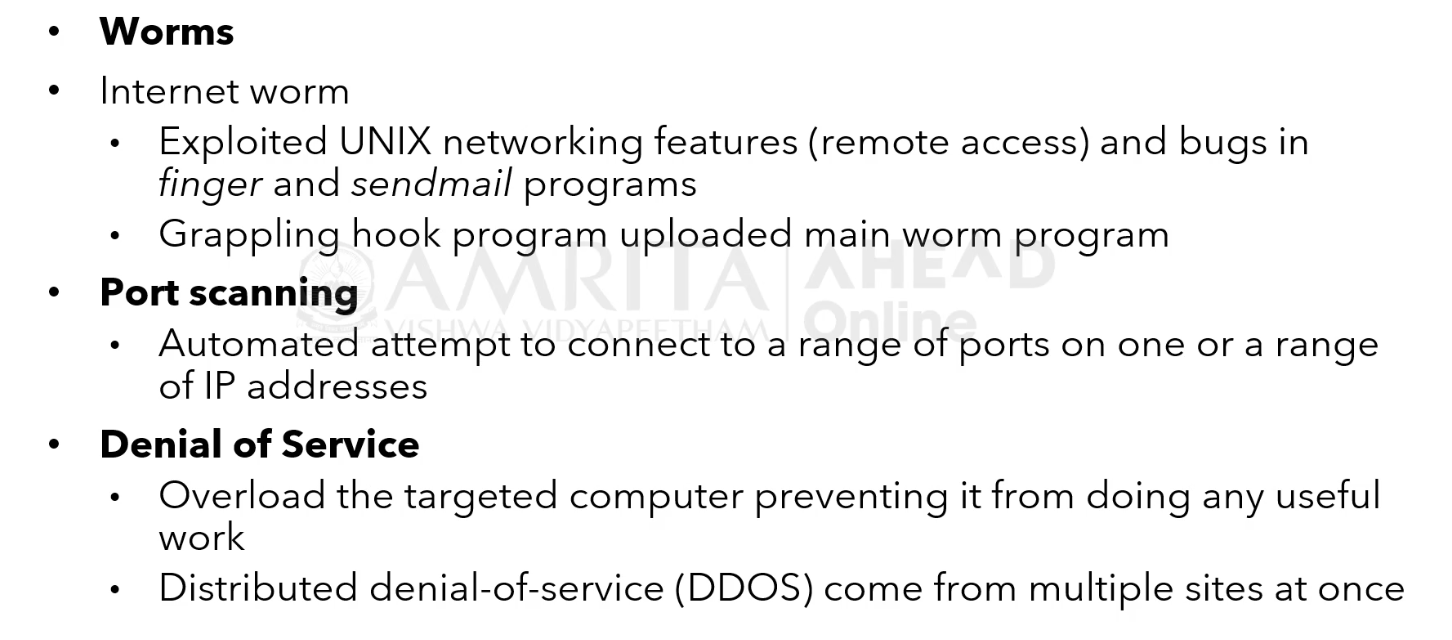 • Worms
• Internet worm
• Exploited UNIX networking features (remote access) and bugs in
finger and sendmail programs
• Grappling hook program uploaded main worm program
AMRITA AHEAD
VISHWA VIDYAPEETHAM Online
• Port scanning
• Automated attempt to connect to a range of ports on one or a range
of IP addresses
• Denial of Service
• Overload the targeted computer preventing it from doing any useful
work
• Distributed denial-of-service (DDOS) come from multiple sites at once